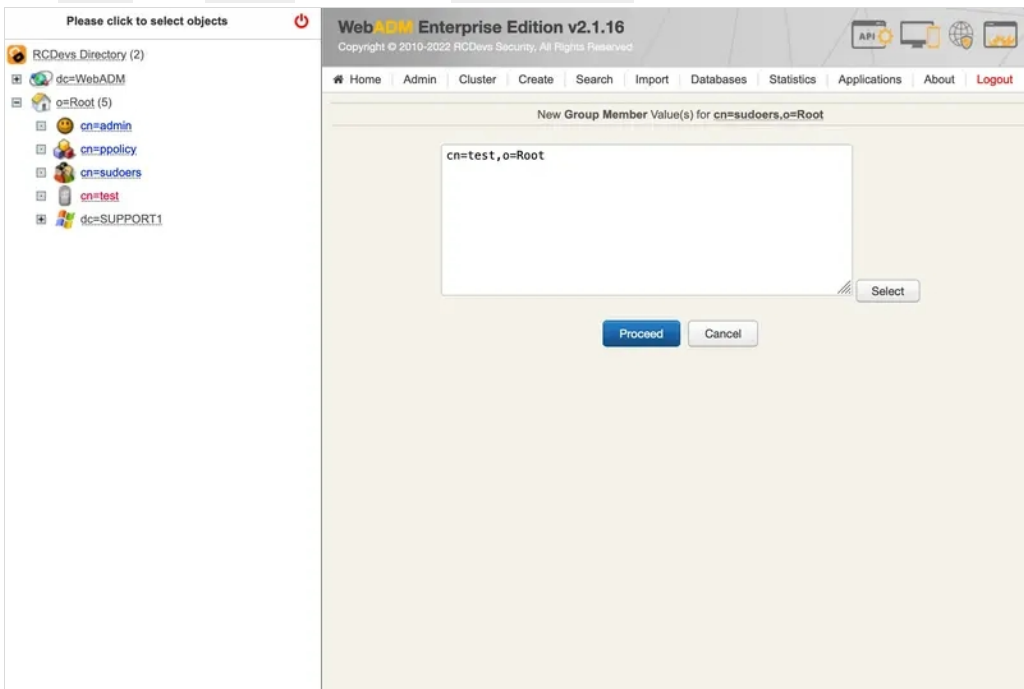 Please click to select objects
RCDevs Directory (2)
dc=WebADM
o=Root (5)
cn=admin
cn=ppolicy
cn=sudoers
cn=test
dc=SUPPORT1
WebADM Enterprise Edition v2.1.16
Copyright © 2010-2022 RCDevs Security, All Rights Reserved
API
Home Admin Cluster Create Search Import Databases Statistics Applications About Logout
New Group Member Value(s) for cn=sudoers,o=Root
cn=test,o=Root
Select
Proceed Cancel